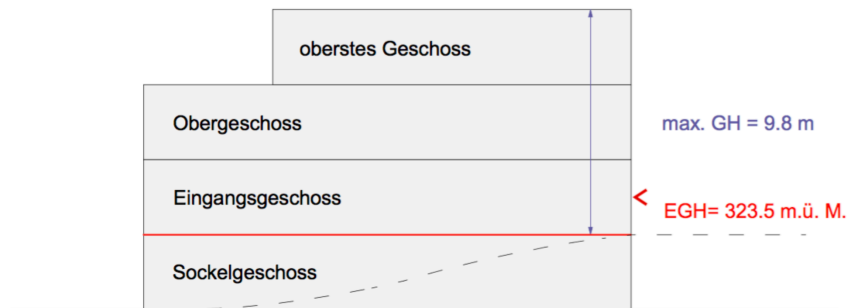 oberstes Geschoss
Obergeschoss
max. GH = 9.8 m
Eingangsgeschoss
EGH= 323.5 m.ü. M.
Sockelgeschoss